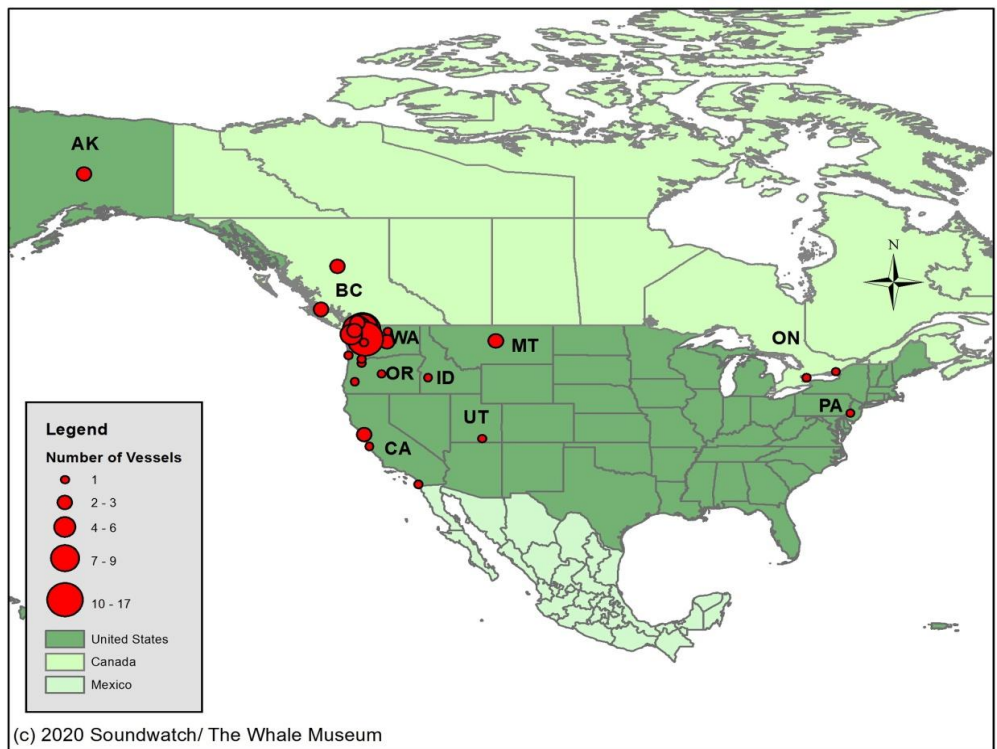 AK
N
BC
WA
MT
ON
OR
ID
PA
UT
CA
Legend
Number of Vessels
1
2 - 3
4 - 6
7 - 9
10 - 17
United States
Canada
Mexico
(c) 2020 Soundwatch/ The Whale Museum